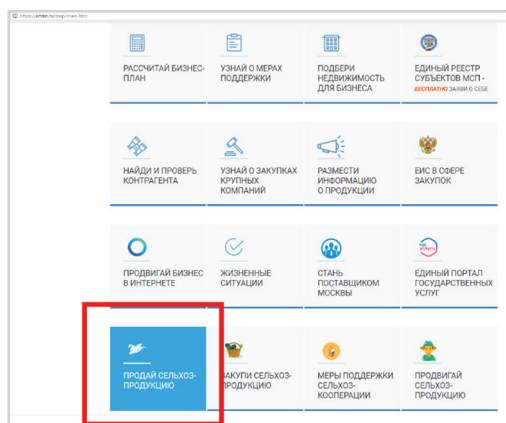 https://smbn.ru/msp/main.htm
РАССЧИТАЙ БИЗНЕС-
ПЛАН
УЗНАЙ О МЕРАХ
ПОДДЕРЖКИ
ПОДБЕРИ
НЕДВИЖИМОСТЬ
ДЛЯ БИЗНЕСА
ЕДИНЫЙ РЕЕСТР
СУБЪЕКТОВ МСП -
БЕСПЛАТНО ЗАЯВИ О СЕБЕ
НАЙДИ И ПРОВЕРЬ
КОНТРАГЕНТА
УЗНАЙ О ЗАКУПКАХ
КРУПНЫХ
КОМПАНИЙ
РАЗМЕСТИ
ИНФОРМАЦИЮ
О ПРОДУКЦИИ
ЕИС В СФЕРЕ
ЗАКУПОК
ПРОДВИГАЙ БИЗНЕС
В ИНТЕРНЕТЕ
ЖИЗНЕННЫЕ
СИТУАЦИИ
СТАНЬ
ПОСТАВЩИКОМ
МОСКВЫ
гос
услуги
ЕДИНЫЙ ПОРТАЛ
ГОСУДАРСТВЕННЫХ
УСЛУГ
ПРОДАЙ СЕЛЬХОЗ-
ПРОДУКЦИЮ
ЗАКУПИ СЕЛЬХОЗ-
ПРОДУКЦИЮ
МЕРЫ ПОДДЕРЖКИ
СЕЛЬХОЗ-
КООПЕРАЦИИ
ПРОДВИГАЙ
СЕЛЬХОЗ-
ПРОДУКЦИЮ